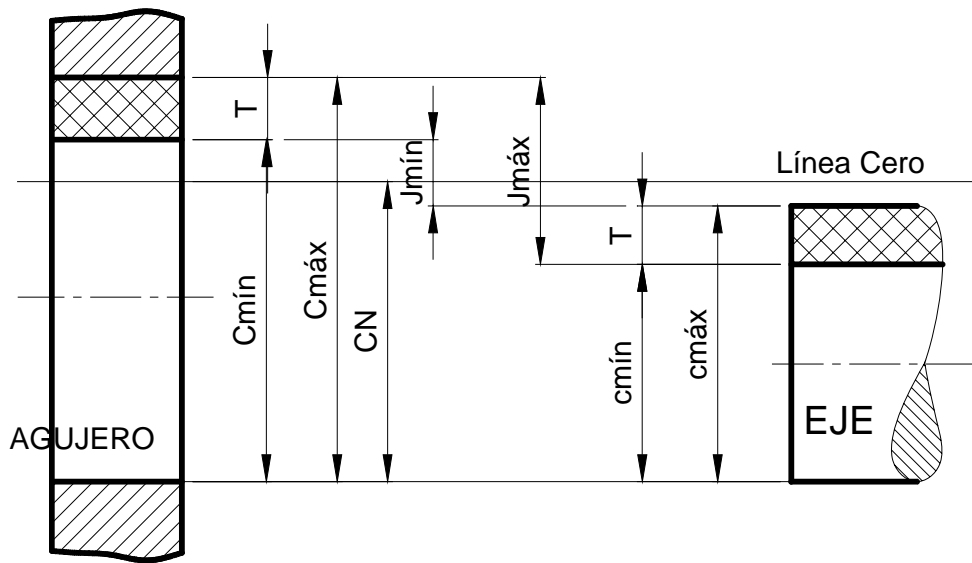 T
Jmín
Jmáx
Línea Cero
T
Cmín
Cmáx
CN
cmín
cmáx
AGUJERO
EJE